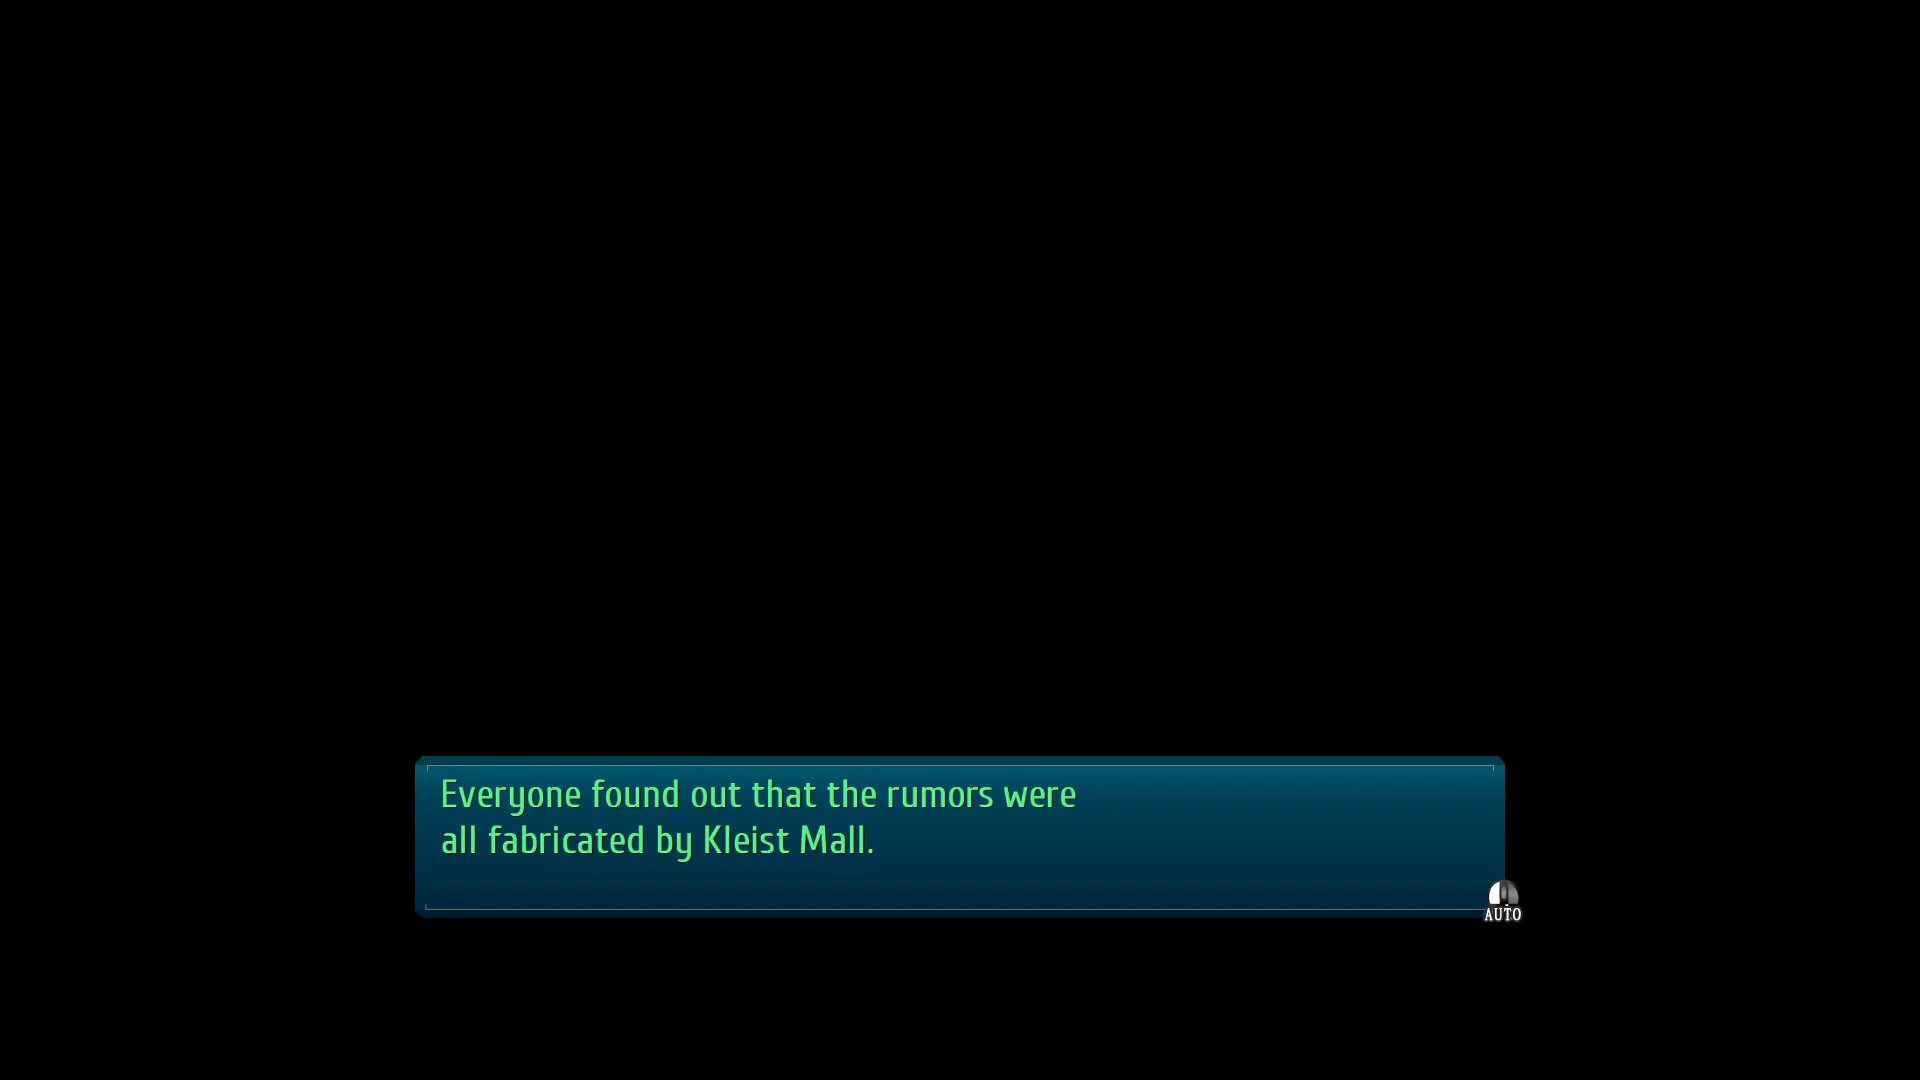 Everyone found out that the rumors were
all fabricated by Kleist Mall.
AUTO